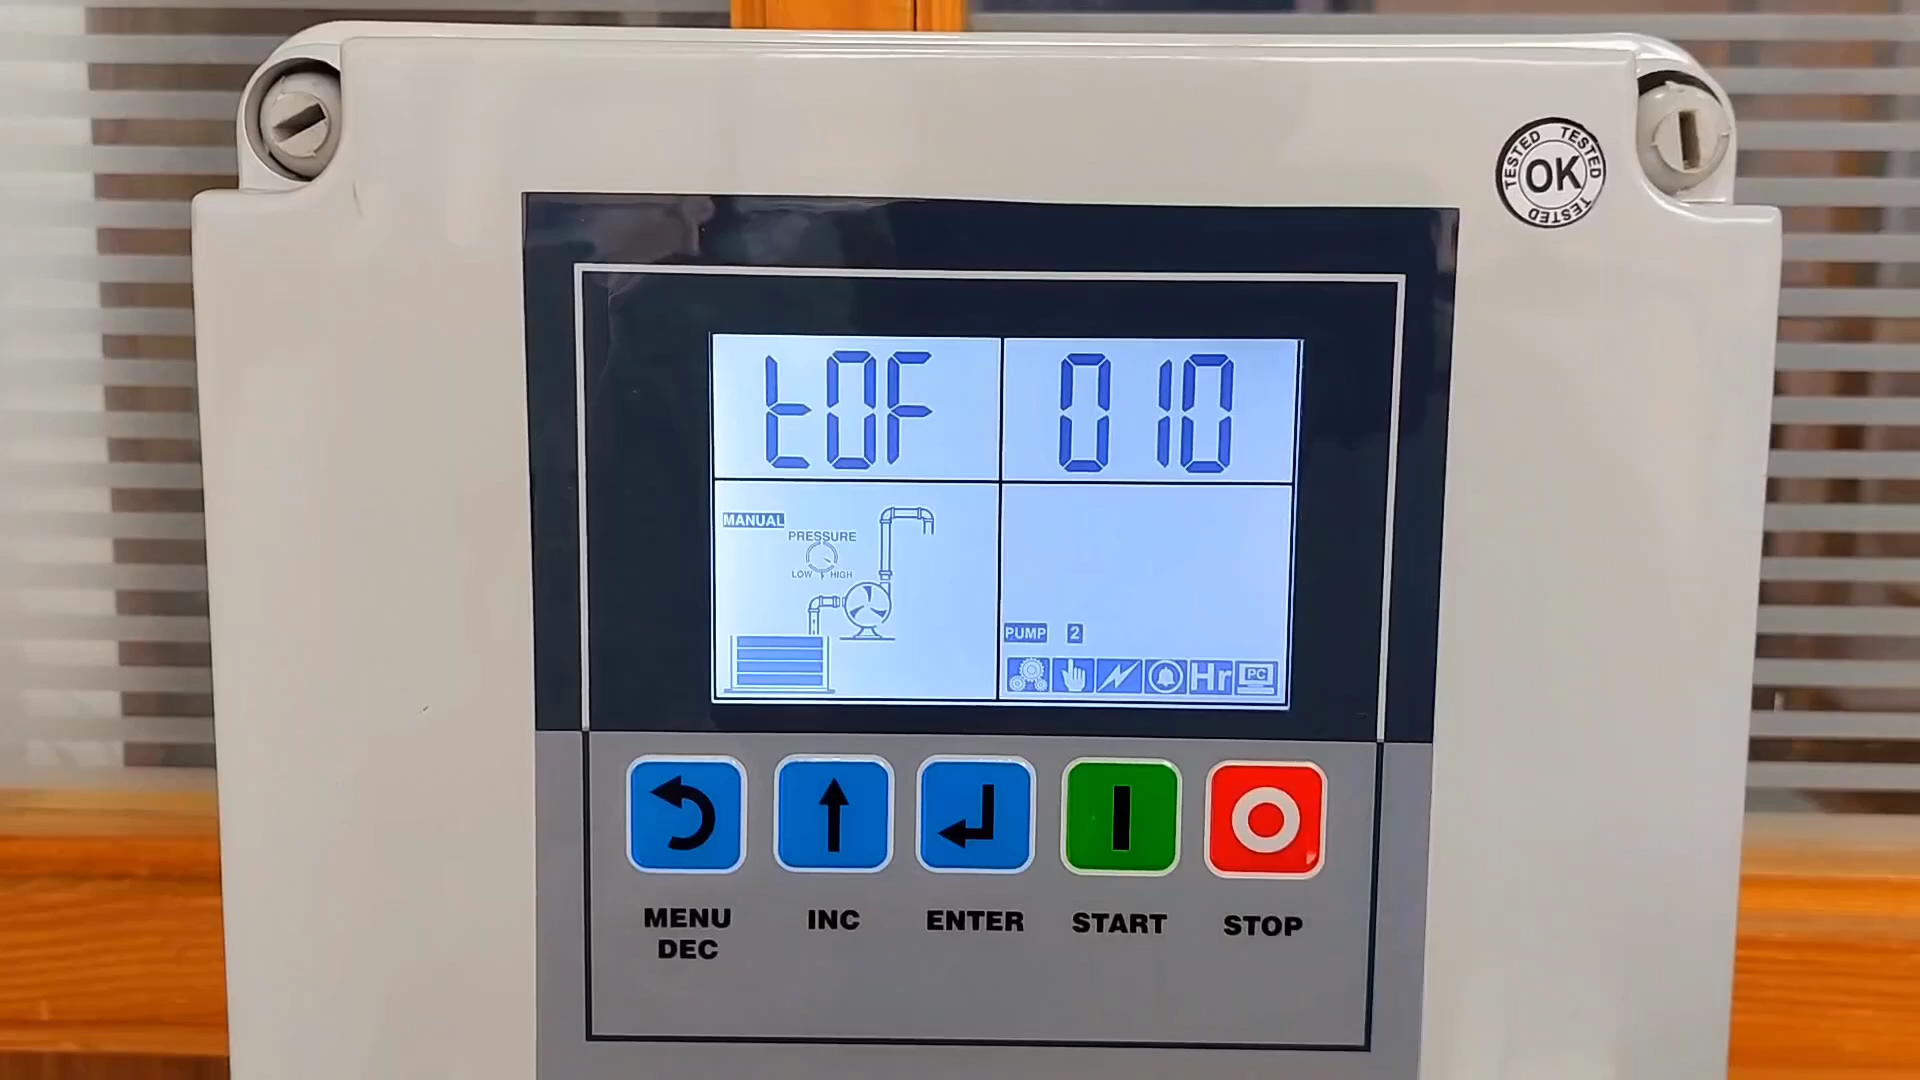 TESTED TESTED TESTED
OK
tOF 010
MANUAL
PRESSURE
LOW HIGH
PUMP 2
Hr PC
MENU DEC
INC
ENTER
START
STOP